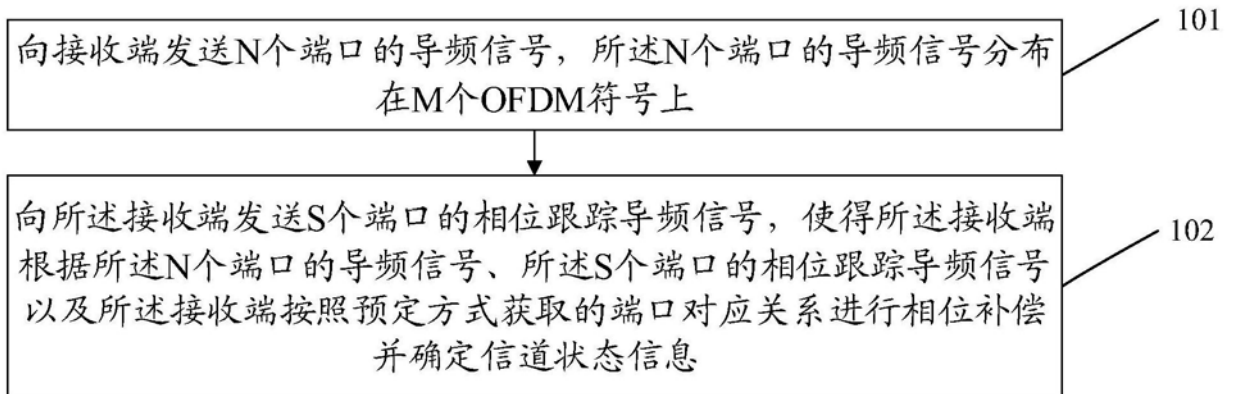 向接收端发送N个端口的导频信号，所述N个端口的导频信号分布
在M个OFDM符号上
101
向所述接收端发送S个端口的相位跟踪导频信号，使得所述接收端
根据所述N个端口的导频信号、所述S个端口的相位跟踪导频信号
以及所述接收端按照预定方式获取的端口对应关系进行相位补偿
并确定信道状态信息
102